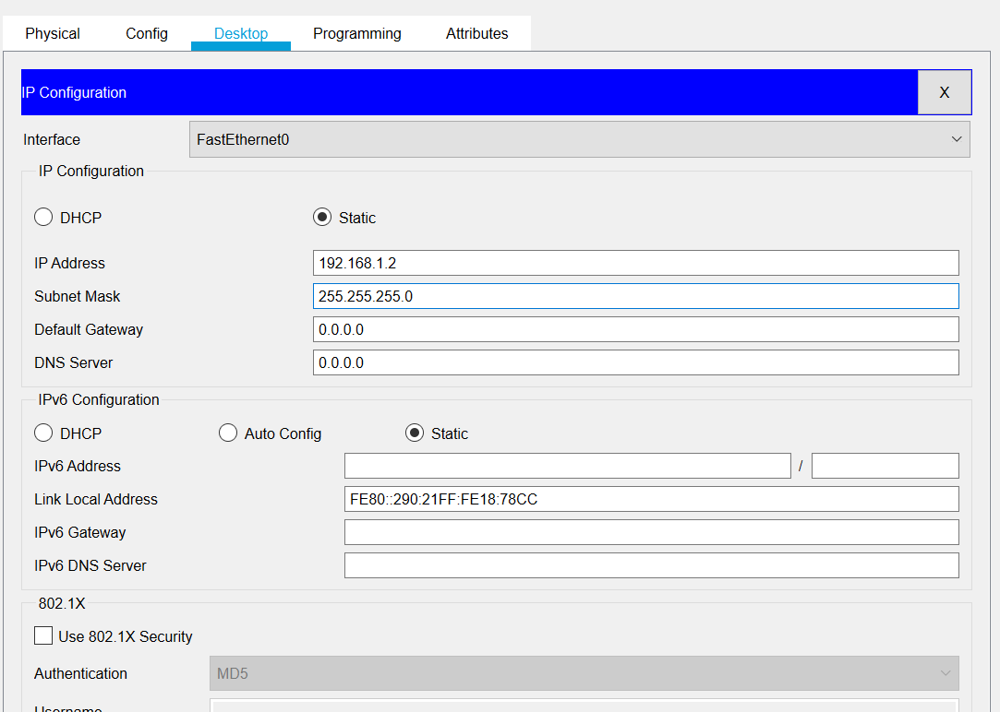 Physical Config Desktop Programming Attributes
IP Configuration X
Interface FastEthernet0
IP Configuration
DHCP Static
IP Address 192.168.1.2
Subnet Mask 255.255.255.0
Default Gateway 0.0.0.0
DNS Server 0.0.0.0
IPv6 Configuration
DHCP Auto Config Static
IPv6 Address /
Link Local Address FE80::290:21FF:FE18:78CC
IPv6 Gateway
IPv6 DNS Server
802.1X
Use 802.1X Security
Authentication MD5
Username